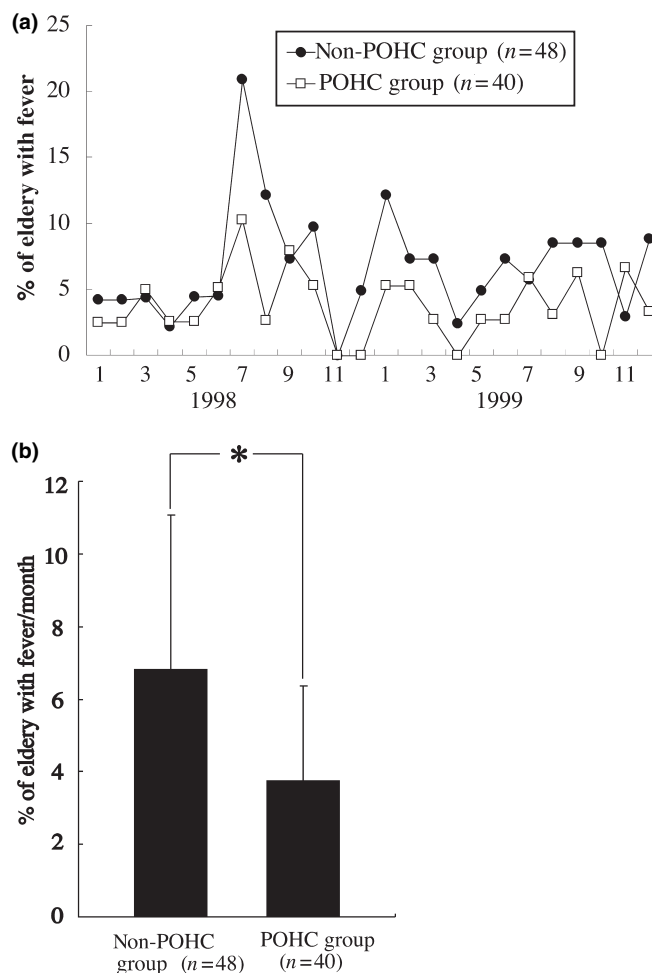 (a)
25
20
15
10
5
0
% of eldery with fever
Non-POHC group (n=48)
POHC group (n=40)
1 3 5 7 9 11 1 3 5 7 9 11
1998 1999
(b)
12
10
8
6
4
2
0
% of eldery with fever/month
*
Non-POHC
group (n=48)
POHC group
(n=40)